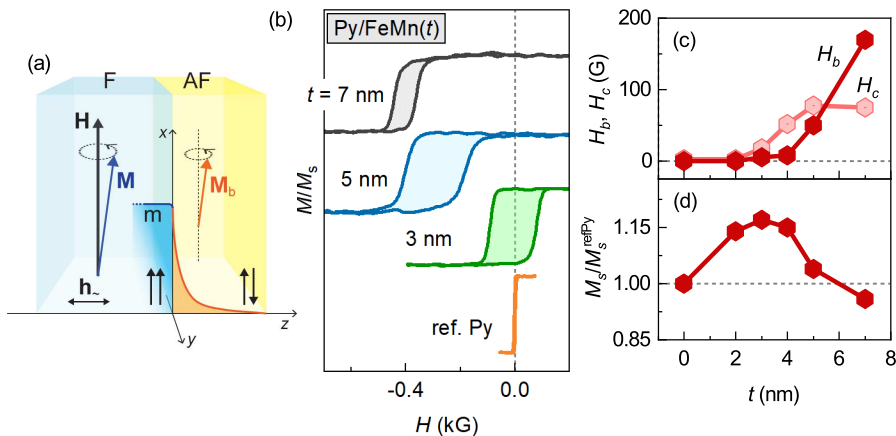 (a)
F
AF
H
x
M
M_b
m
h~
y
z
(b)
Py/FeMn(t)
t = 7 nm
5 nm
3 nm
ref. Py
M/M_s
-0.4
0.0
H (kG)
(c)
200
100
0
H_b, H_c (G)
H_b
H_c
(d)
1.15
1.00
0.85
M_s/M_s^refPy
0
2
4
6
8
t (nm)